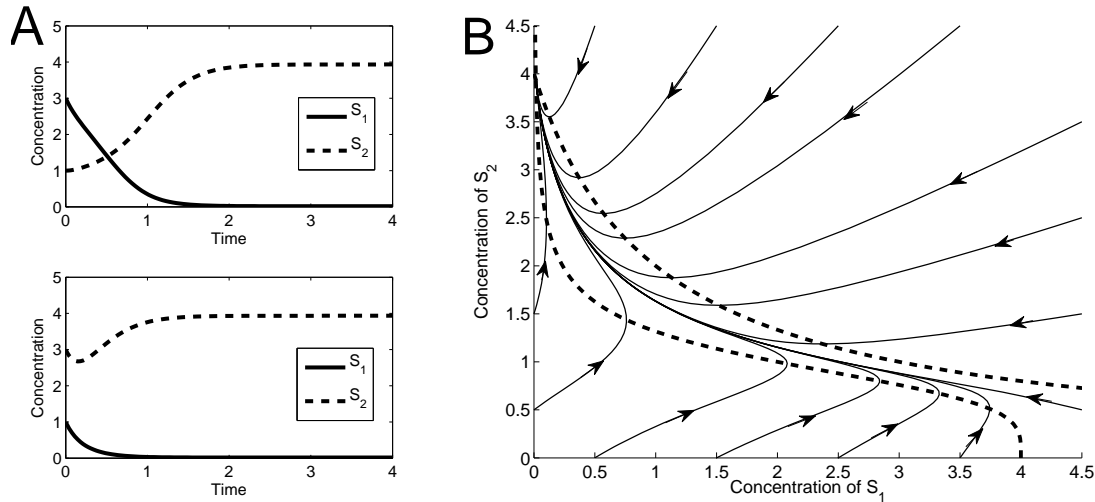 A
5
4
3
2
1
0
Concentration
S1
S2
0 1 2 3 4
Time
5
4
3
2
1
0
Concentration
S1
S2
0 1 2 3 4
Time
B
4.5
4
3.5
3
2.5
2
1.5
1
0.5
0
Concentration of S2
0 0.5 1 1.5 2 2.5 3 3.5 4 4.5
Concentration of S1